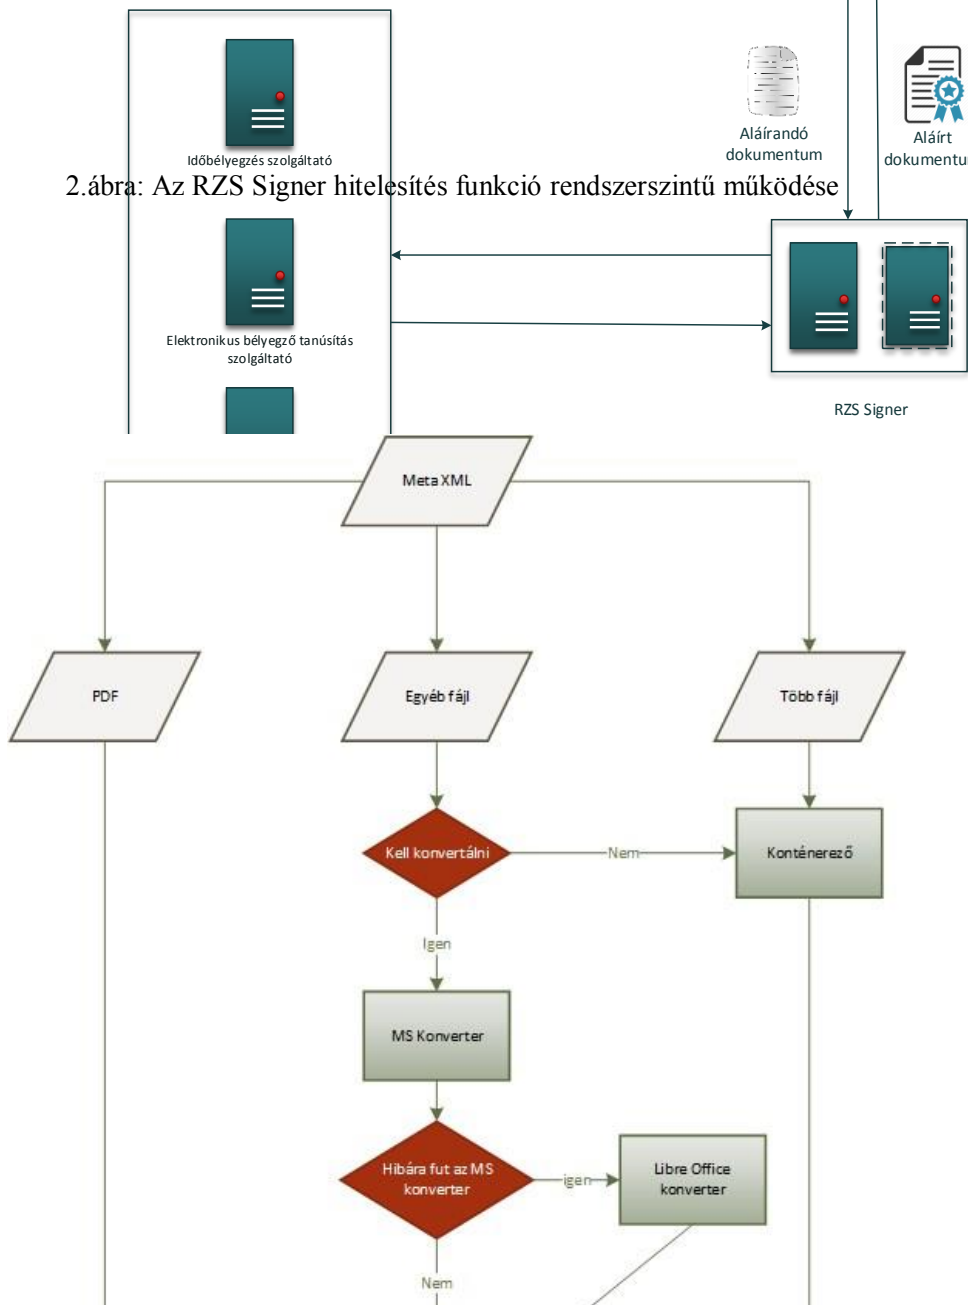 Időbélyegzés szolgáltató
Aláírandó
dokumentum
Aláírt
dokumentu
2.ábra: Az RZS Signer hitelesítés funkció rendszerszintű működése
Elektronikus bélyegző tanúsítás
szolgáltató
RZS Signer
Meta XML
PDF
Egyéb fájl
Több fájl
Kell konvertálni
Nem
Konténerező
Igen
MS Konverter
Hibára fut az MS
konverter
igen
Libre Office
konverter
Nem